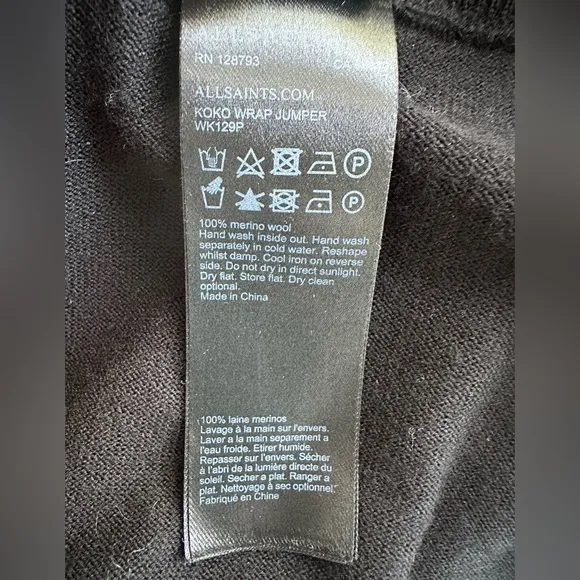 RN 128793
CA
ALLSAINTS.COM
KOKO WRAP JUMPER
WK129P
P
P
100% merino wool
Hand wash inside out. Hand wash
separately in cold water. Reshape
whilst damp. Cool iron on reverse
side. Do not dry in direct sunlight.
Dry flat. Store flat. Dry clean
optional.
Made in China
100% laine merinos
Lavage à la main sur l'envers.
Laver a la main separement a
l'eau froide. Etirer humide.
Repasser sur l'envers. Sécher
à l'abri de la lumière directe du
soleil. Secher a plat. Ranger a
plat. Nettoyage à sec optionnel."
Fabriqué en Chine